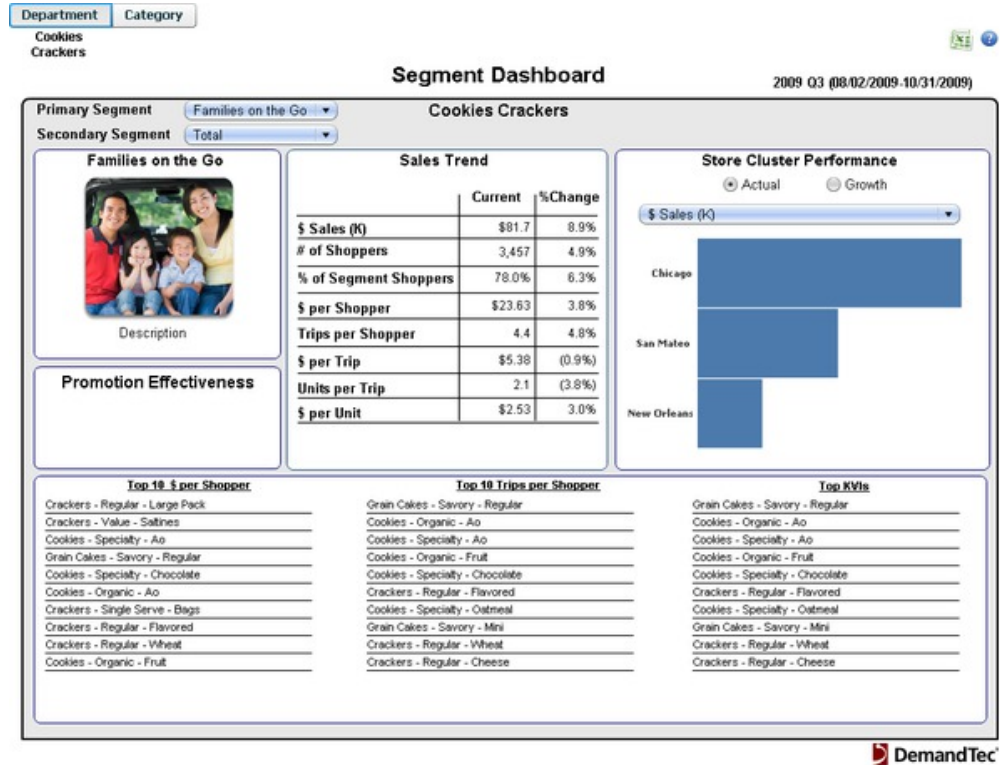 Department Category
Cookies
Crackers
Segment Dashboard
2009 Q3 (08/02/2009-10/31/2009)
Primary Segment Families on the Go
Cookies Crackers
Secondary Segment Total
Families on the Go
Description
Promotion Effectiveness
Sales Trend
Current %Change
$ Sales (K) $81.7 8.9%
# of Shoppers 3,457 4.9%
% of Segment Shoppers 78.0% 6.3%
$ per Shopper $23.63 3.8%
Trips per Shopper 4.4 4.8%
$ per Trip $5.38 (0.9%)
Units per Trip 2.1 (3.8%)
$ per Unit $2.53 3.0%
Store Cluster Performance
Actual Growth
$ Sales (K)
Chicago
San Mateo
New Orleans
Top 10 $ per Shopper
Crackers - Regular - Large Pack
Crackers - Value - Saltines
Cookies - Specialty - Ao
Grain Cakes - Savory - Regular
Cookies - Specialty - Chocolate
Cookies - Organic - Ao
Crackers - Single Serve - Bags
Crackers - Regular - Flavored
Crackers - Regular - Wheat
Cookies - Organic - Fruit
Top 10 Trips per Shopper
Grain Cakes - Savory - Regular
Cookies - Organic - Ao
Cookies - Specialty - Ao
Cookies - Organic - Fruit
Cookies - Specialty - Chocolate
Crackers - Regular - Flavored
Cookies - Specialty - Oatmeal
Grain Cakes - Savory - Mini
Crackers - Regular - Wheat
Crackers - Regular - Cheese
Top KVIs
Grain Cakes - Savory - Regular
Cookies - Organic - Ao
Cookies - Specialty - Ao
Cookies - Organic - Fruit
Cookies - Specialty - Chocolate
Crackers - Regular - Flavored
Cookies - Specialty - Oatmeal
Grain Cakes - Savory - Mini
Crackers - Regular - Wheat
Crackers - Regular - Cheese
DemandTec